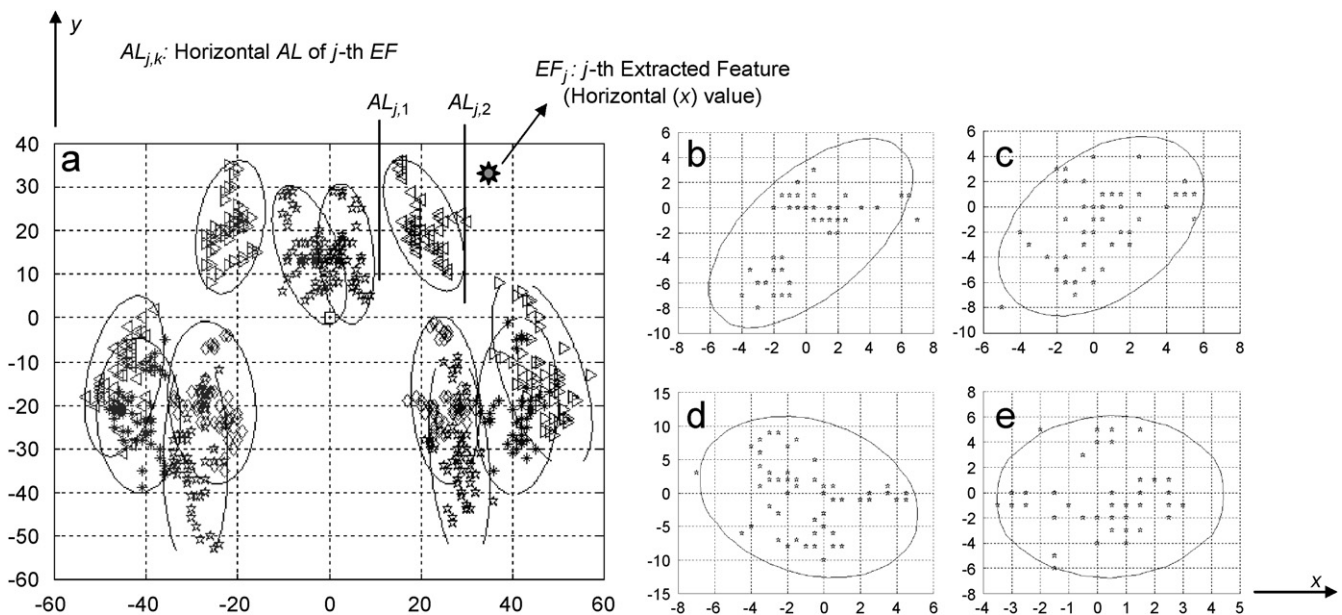 y
AL j,k: Horizontal AL of j-th EF
EF j: j-th Extracted Feature
(Horizontal (x) value)
AL j,1
AL j,2
a
40
30
20
10
0
-10
-20
-30
-40
-50
-60
-60 -40 -20 0 20 40 60
b
6
4
2
0
-2
-4
-6
-8
-10
-8 -6 -4 -2 0 2 4 6 8
c
6
4
2
0
-2
-4
-6
-8
-10
-6 -4 -2 0 2 4 6 8
d
15
10
5
0
-5
-10
-15
-8 -6 -4 -2 0 2 4 6
e
8
6
4
2
0
-2
-4
-6
-8
-4 -3 -2 -1 0 1 2 3 4 5
x